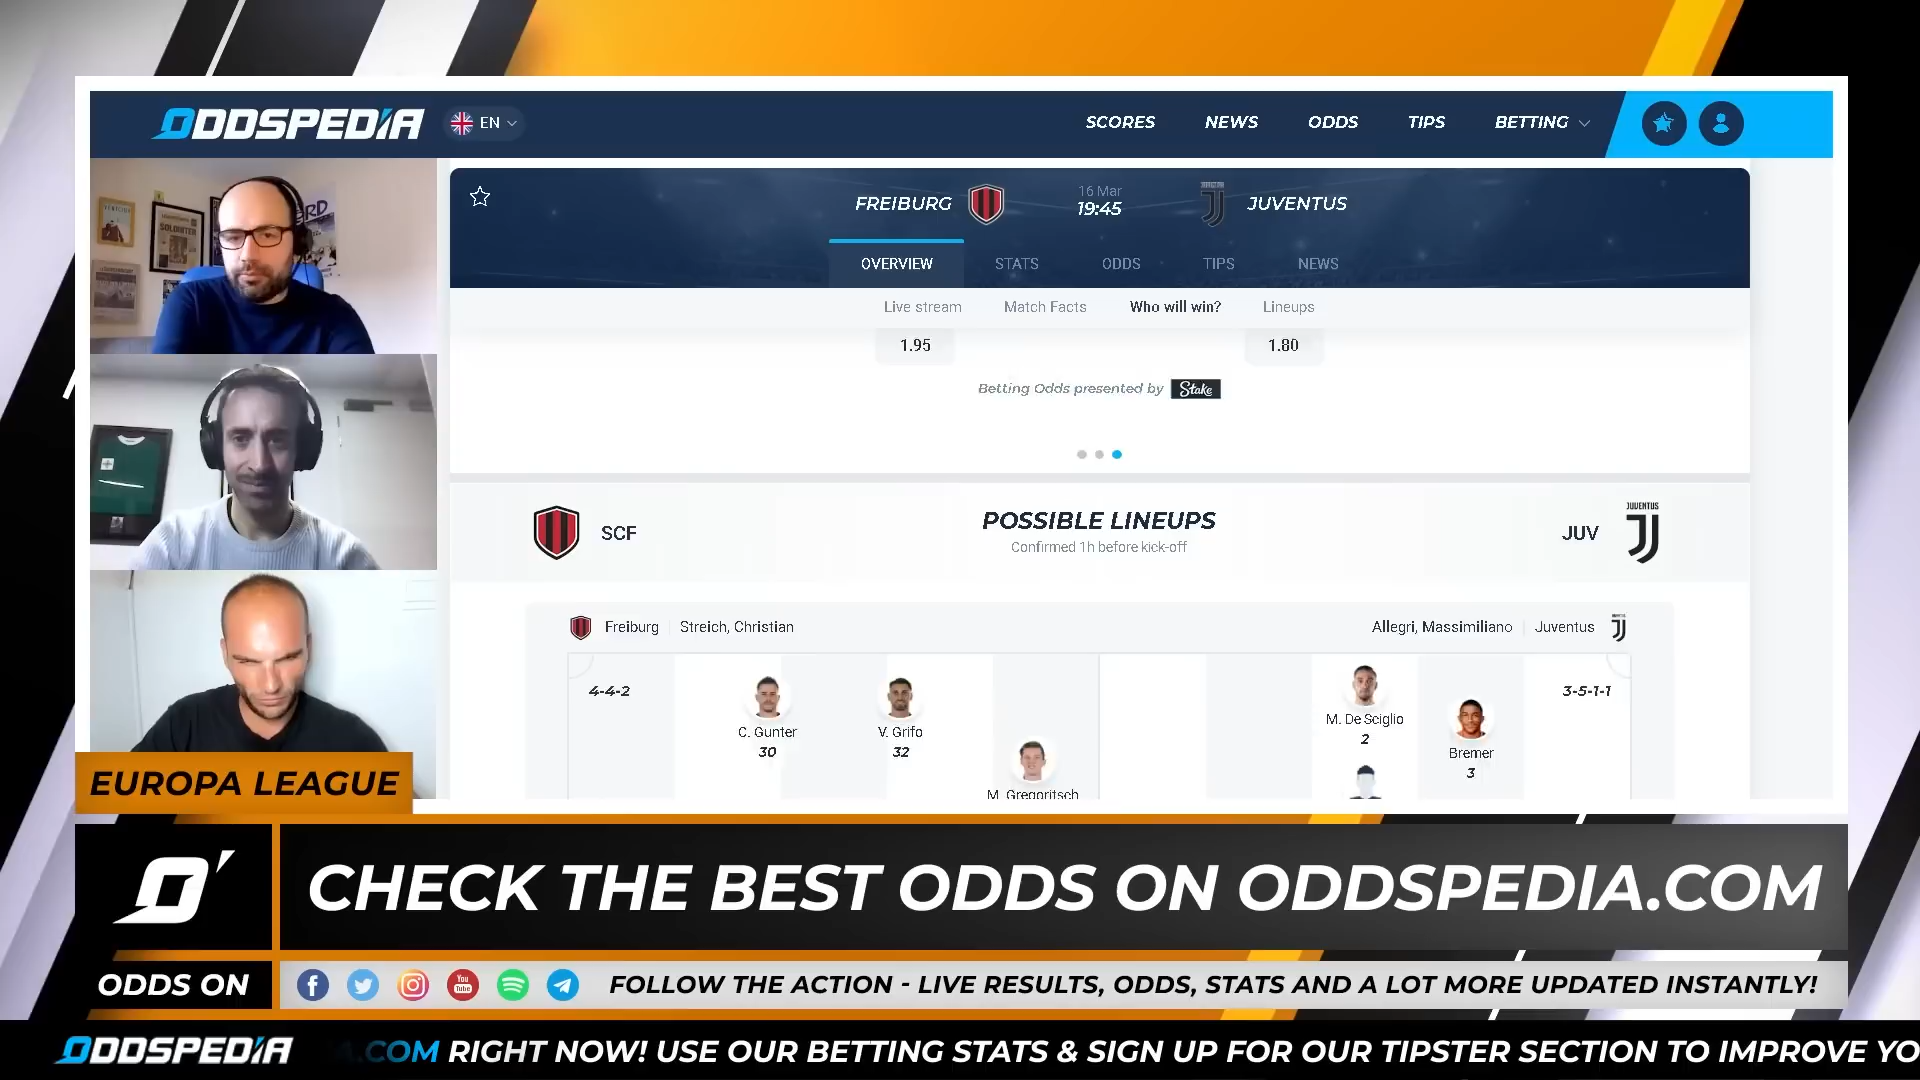 ODDSPEDIA
EN
SCORES NEWS ODDS TIPS BETTING
FREIBURG
16 Mar
19:45
JUVENTUS
OVERVIEW STATS ODDS TIPS NEWS
Live stream Match Facts Who will win? Lineups
1.95 1.80
Betting Odds presented by Stake
SCF
POSSIBLE LINEUPS
Confirmed 1h before kick-off
JUV
JUVENTUS
Freiburg Streich, Christian
Allegri, Massimiliano Juventus
4-4-2
C. Gunter
30
V. Grifo
32
M. Gregoritsch
M. De Sciglio
2
Bremer
3
3-5-1-1
EUROPA LEAGUE
CHECK THE BEST ODDS ON ODDSPEDIA.COM
ODDS ON
You Tube
FOLLOW THE ACTION - LIVE RESULTS, ODDS, STATS AND A LOT MORE UPDATED INSTANTLY!
ODDSPEDIA
.COM RIGHT NOW! USE OUR BETTING STATS & SIGN UP FOR OUR TIPSTER SECTION TO IMPROVE YO